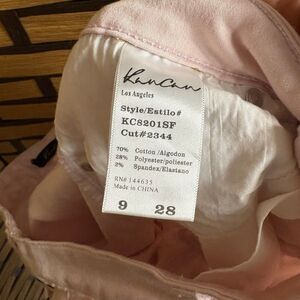 KanCan
Los Angeles
Style/Estilo#
KC8201SF
Cut#2344
70% Cotton/Algodon
28% Polyester/poliester
2% Spandex/Elastano
RN# 144635
Made in CHINA
9 28